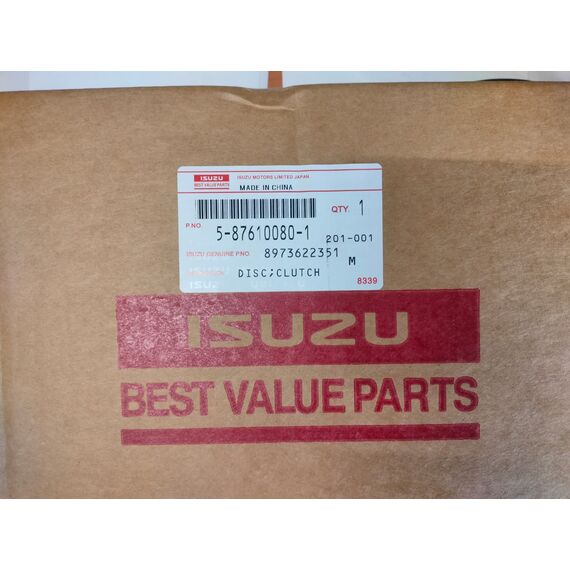 ISUZU ISUZU MOTORS LIMITED JAPAN
BEST VALUE PARTS MADE IN CHINA
QTY. 1
P.NO. 5-87610080-1 201-001
ISUZU GENUINE P.NO. 8973622351 M
DISC;CLUTCH
8339
ISUZU
BEST VALUE PARTS